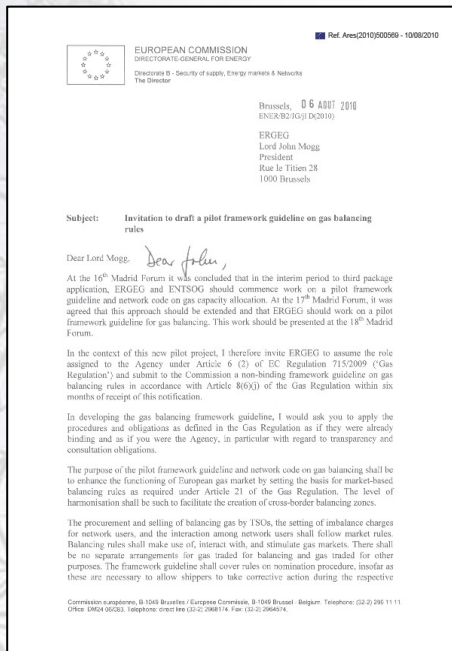 Ref. Ares(2010)500569 - 10/08/2010
EUROPEAN COMMISSION
DIRECTORATE-GENERAL FOR ENERGY
Directorate B - Security of supply, Energy markets & Networks
The Director
Brussels, 06 AOUT 2010
ENER/B2/JG/jl D(2010)
ERGEG
Lord John Mogg
President
Rue le Titien 28
1000 Brussels
Subject: Invitation to draft a pilot framework guideline on gas balancing
rules
Dear Lord Mogg, Dear John,
At the 16th Madrid Forum it was concluded that in the interim period to third package
application, ERGEG and ENTSOG should commence work on a pilot framework
guideline and network code on gas capacity allocation. At the 17th Madrid Forum, it was
agreed that this approach should be extended and that ERGEG should work on a pilot
framework guideline for gas balancing. This work should be presented at the 18th Madrid
Forum.
In the context of this new pilot project, I therefore invite ERGEG to assume the role
assigned to the Agency under Article 6 (2) of EC Regulation 715/2009 ('Gas
Regulation') and submit to the Commission a non-binding framework guideline on gas
balancing rules in accordance with Article 8(6)(j) of the Gas Regulation within six
months of receipt of this notification.
In developing the gas balancing framework guideline, I would ask you to apply the
procedures and obligations as defined in the Gas Regulation as if they were already
binding and as if you were the Agency, in particular with regard to transparency and
consultation obligations.
The purpose of the pilot framework guideline and network code on gas balancing shall be
to enhance the functioning of European gas market by setting the basis for market-based
balancing rules as required under Article 21 of the Gas Regulation. The level of
harmonisation shall be such to facilitate the creation of cross-border balancing zones.
The procurement and selling of balancing gas by TSOs, the setting of imbalance charges
for network users, and the interaction among network users shall follow market rules.
Balancing rules shall make use of, interact with, and stimulate gas markets. There shall
be no separate arrangements for gas traded for balancing and gas traded for other
purposes. The framework guideline shall cover rules on nomination procedure, insofar as
these are necessary to allow shippers to take corrective action during the respective
Commission européenne, B-1049 Bruxelles / Europese Commissie, B-1049 Brussel - Belgium. Telephone: (32-2) 299 11 11.
Office: DM24 06/083. Telephone: direct line (32-2) 2968174. Fax: (32-2) 2964574.